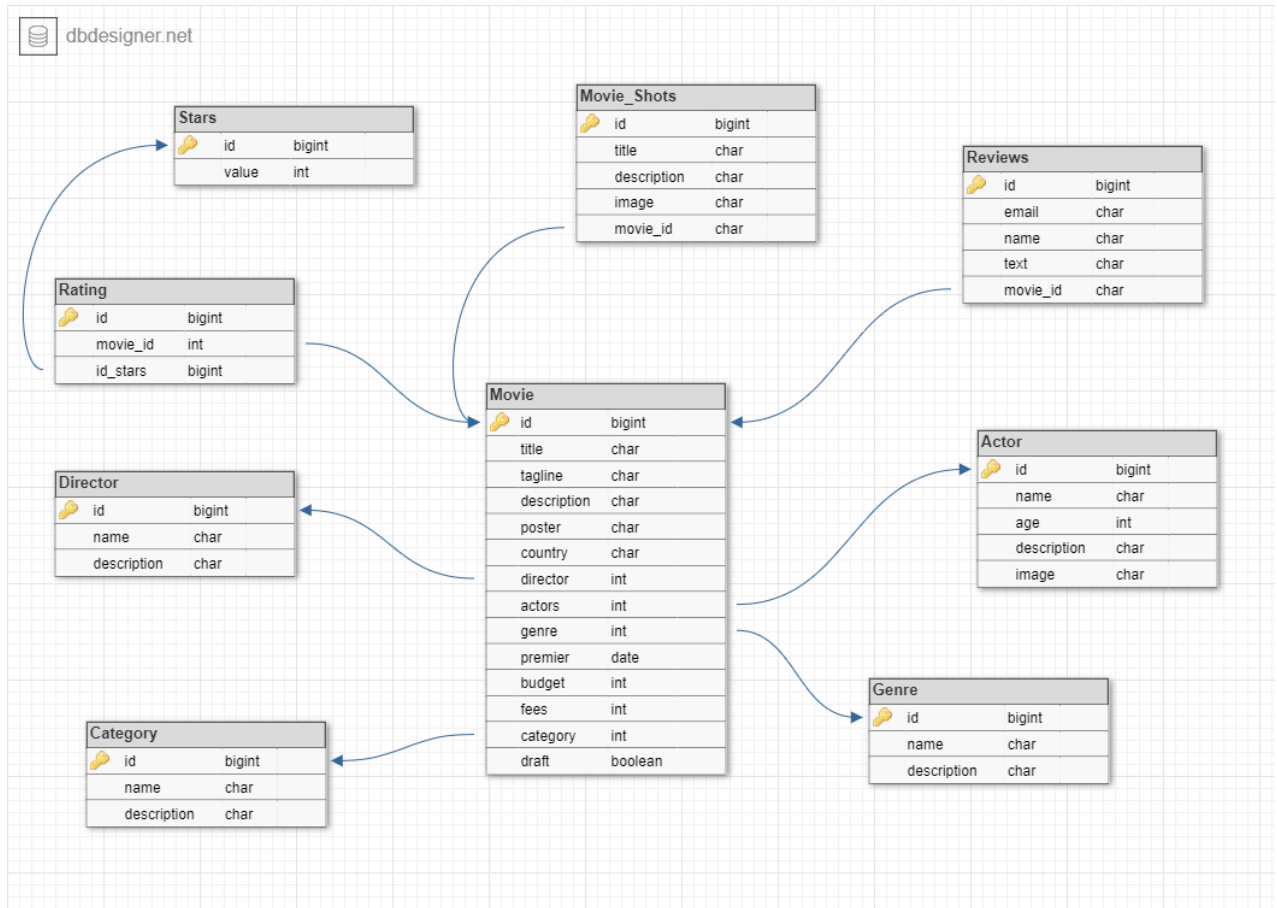 dbdesigner.net
Stars
id bigint
value int
Movie_Shots
id bigint
title char
description char
image char
movie_id char
Reviews
id bigint
email char
name char
text char
movie_id char
Rating
id bigint
movie_id int
id_stars bigint
Movie
id bigint
title char
tagline char
description char
poster char
country char
director int
actors int
genre int
premier date
budget int
fees int
category int
draft boolean
Director
id bigint
name char
description char
Actor
id bigint
name char
age int
description char
image char
Genre
id bigint
name char
description char
Category
id bigint
name char
description char